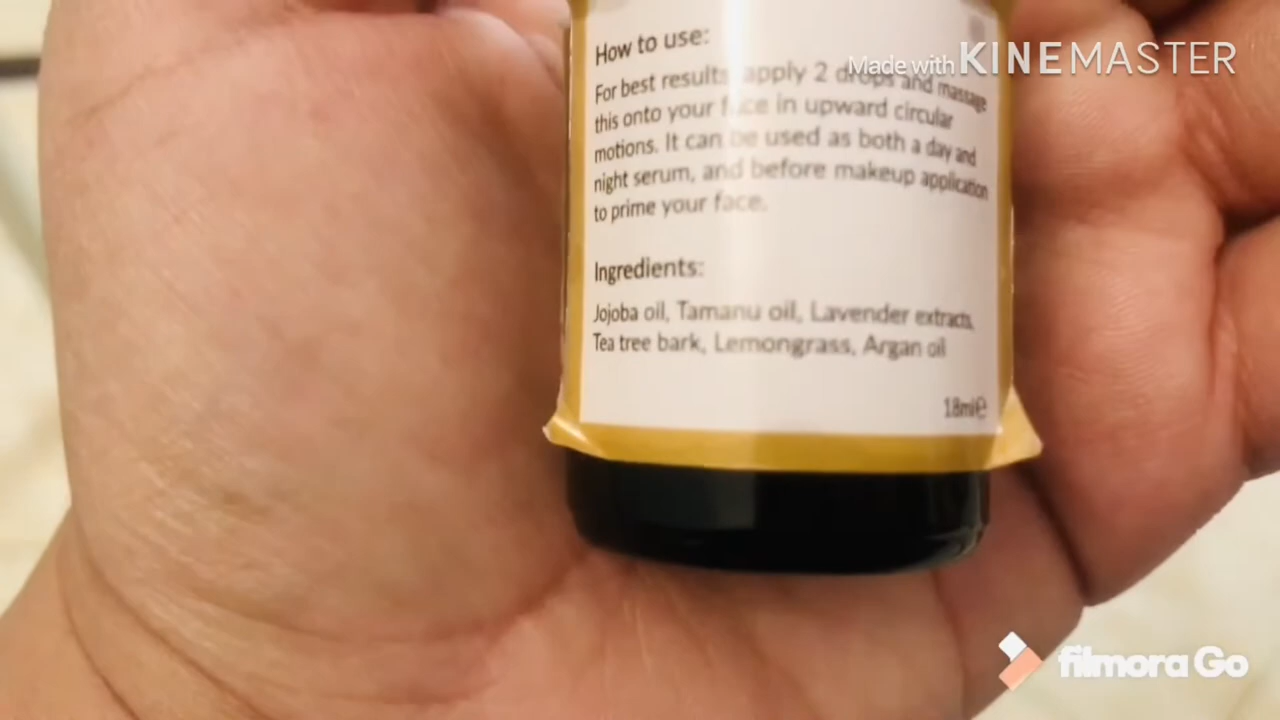 How to use:
Made with KINEMASTER
For best results, apply 2 drops and massage
this onto your face in upward circular
motions. It can be used as both a day and
night serum, and before makeup application
to prime your face.
Ingredients:
Jojoba oil, Tamanu oil, Lavender extracts,
Tea tree bark, Lemongrass, Argan oil
18ml℮
filmora Go